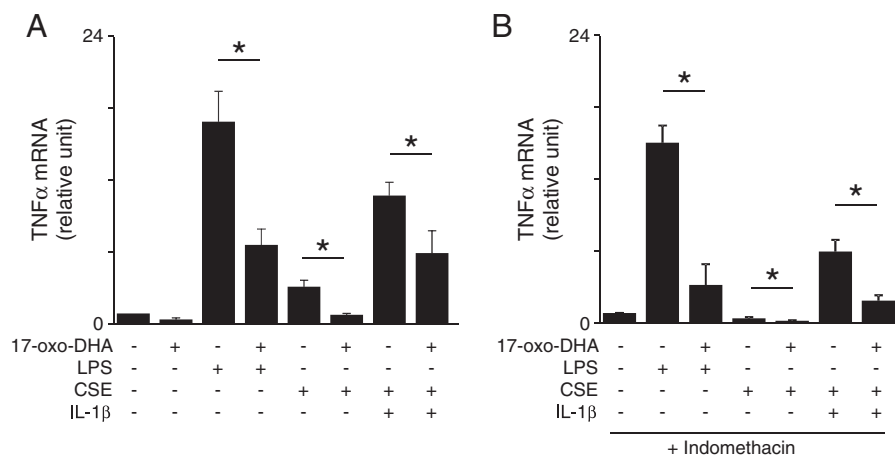 A
24
TNFα mRNA
(relative unit)
*
*
*
0
17-oxo-DHA - + - + - + - +
LPS - - + + - - - -
CSE - - - - + + + +
IL-1β - - - - - - + +
B
24
TNFα mRNA
(relative unit)
*
*
*
0
17-oxo-DHA - - + - + - +
LPS - + + - - - -
CSE - - - + + + +
IL-1β - - - - - + +
+ Indomethacin